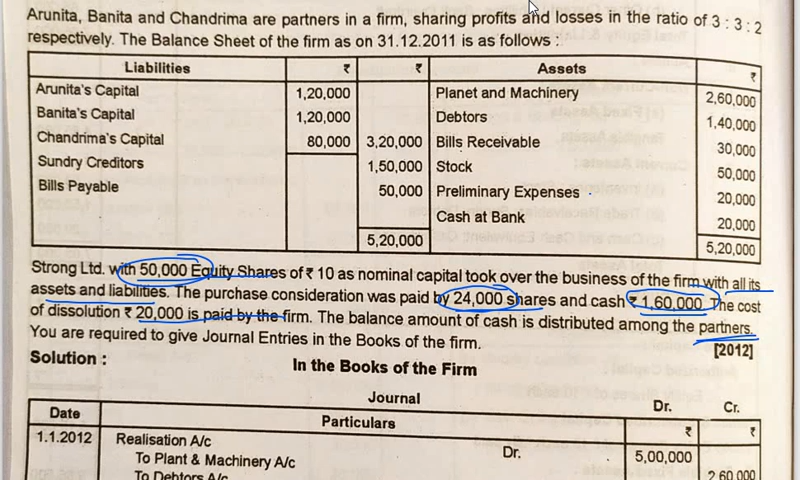 Arunita's, Banita and Chandrima are partners in a firm, sharing profits and losses in the ratio of 3 : 3 : 2
respectively. The Balance Sheet of the firm as on 31.12.2011 is as follows :
Liabilities ₹ ₹ Assets ₹
Arunita's Capital 1,20,000 Planet and Machinery 2,60,000
Banita's Capital 1,20,000 Debtors 1,40,000
Chandrima's Capital 80,000 3,20,000 Bills Receivable 30,000
Sundry Creditors 1,50,000 Stock 50,000
Bills Payable 50,000 Preliminary Expenses 20,000
Cash at Bank 20,000
5,20,000 5,20,000
Strong Ltd. with 50,000 Equity Shares of ₹ 10 as nominal capital took over the business of the firm with all its
assets and liabilities. The purchase consideration was paid by 24,000 shares and cash ₹ 1,60,000 The cost
of dissolution ₹ 20,000 is paid by the firm. The balance amount of cash is distributed among the partners.
You are required to give Journal Entries in the Books of the firm. [2012]
Solution : In the Books of the Firm
Journal Dr. Cr.
Date Particulars ₹ ₹
1.1.2012 Realisation A/c Dr. 5,00,000
To Plant & Machinery A/c 2,60,000
To Debtors A/c